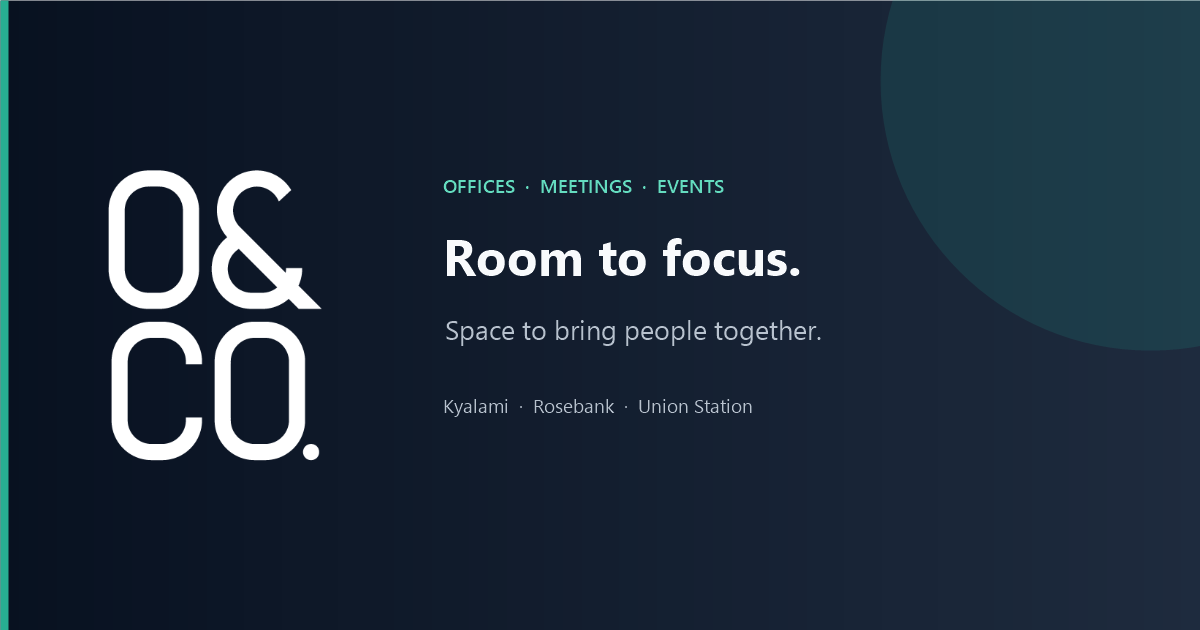 O&
CO.
OFFICES · MEETINGS · EVENTS
Room to focus.
Space to bring people together.
Kyalami · Rosebank · Union Station